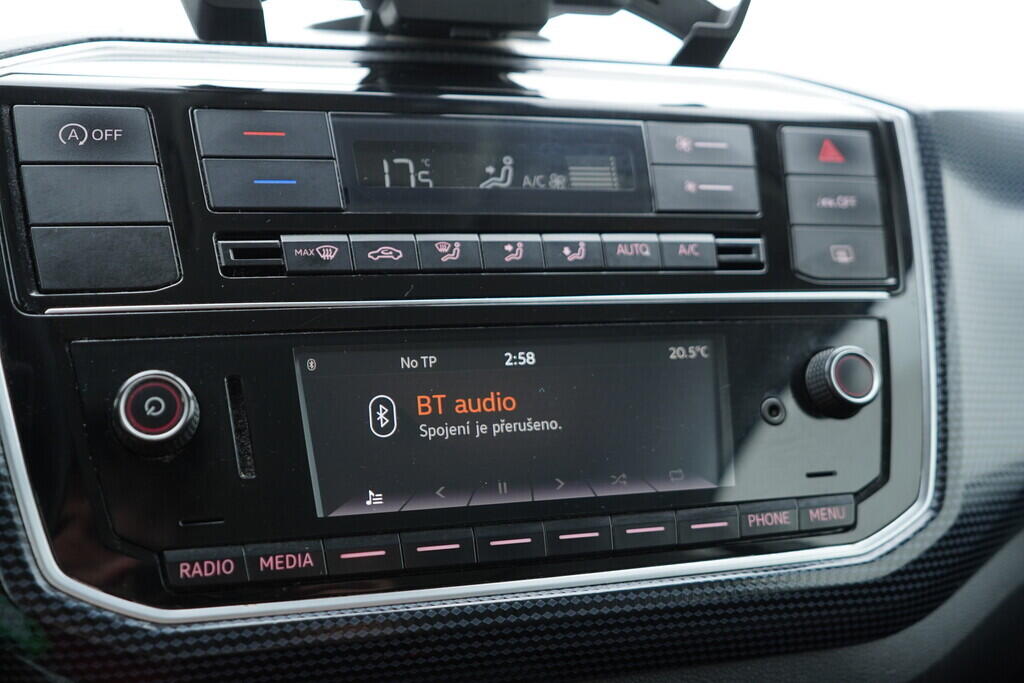 A OFF
17.5 °C
A/C
MAX
AUTO
A/C
OFF
No TP 2:58 20.5°C
BT audio
Spojení je přerušeno.
RADIO MEDIA PHONE MENU